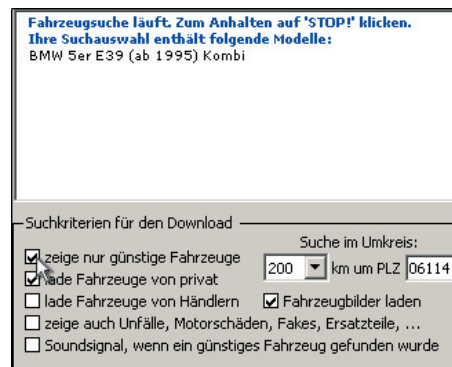 Fahrzeugsuche läuft. Zum Anhalten auf 'STOP!' klicken.
Ihre Suchauswahl enthält folgende Modelle:
BMW 5er E39 (ab 1995) Kombi
Suchkriterien für den Download
zeige nur günstige Fahrzeuge
lade Fahrzeuge von privat
lade Fahrzeuge von Händlern
Suche im Umkreis:
200 km um PLZ 06114
Fahrzeugbilder laden
zeige auch Unfälle, Motorschäden, Fakes, Ersatzteile, ...
Soundsignal, wenn ein günstiges Fahrzeug gefunden wurde